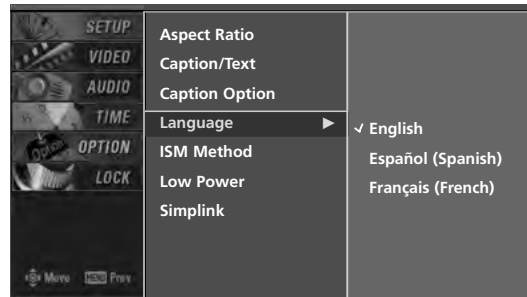 SETUP
VIDEO
AUDIO
TIME
OPTION
LOCK
Move MENU Prev
Aspect Ratio
Caption/Text
Caption Option
Language ►
ISM Method
Low Power
Simplink
✓ English
Español (Spanish)
Français (French)